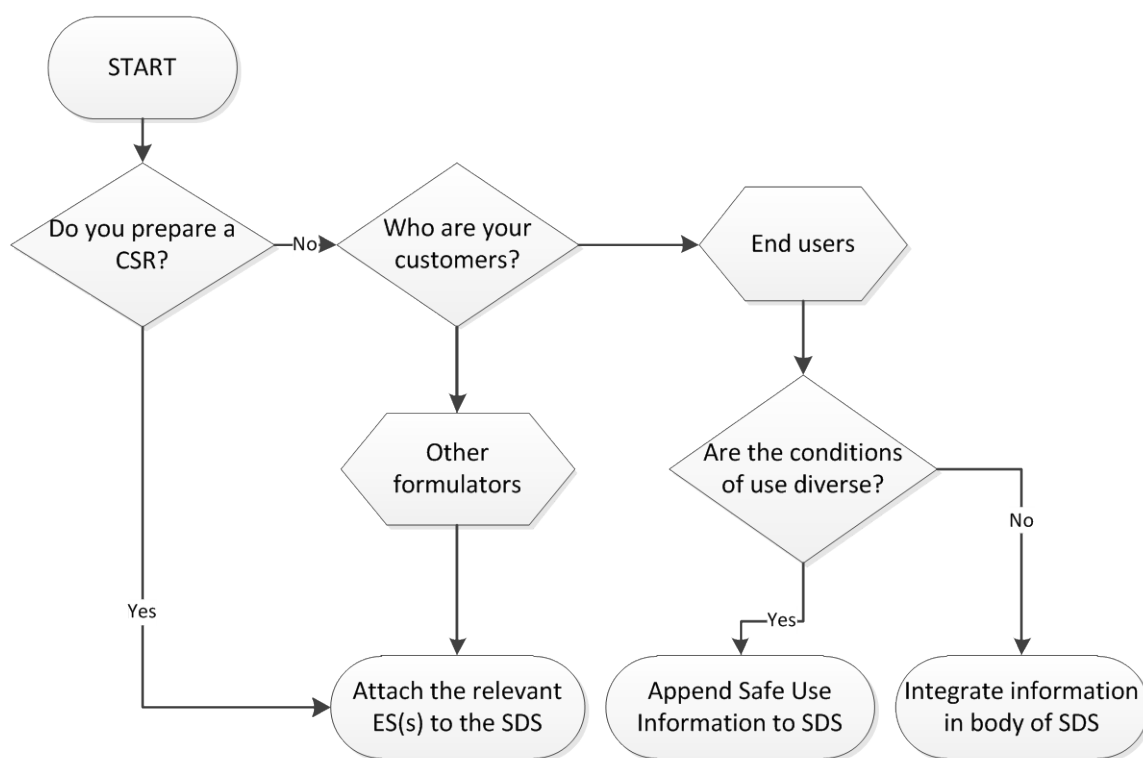 START
Do you prepare a
CSR?
No
Who are your
customers?
End users
Other
formulators
Are the conditions
of use diverse?
No
Yes
Yes
Attach the relevant
ES(s) to the SDS
Append Safe Use
Information to SDS
Integrate information
in body of SDS